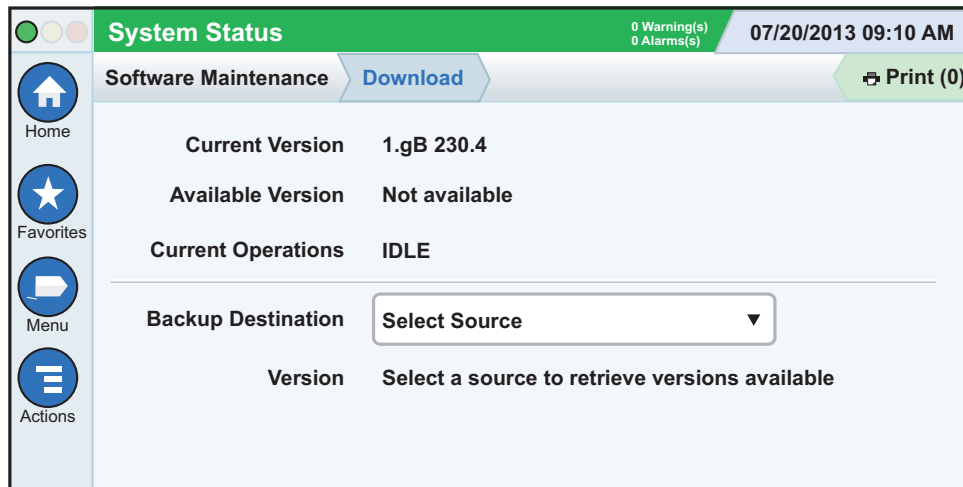 System Status
0 Warning(s)
0 Alarms(s)
07/20/2013 09:10 AM
Software Maintenance
Download
Print (0)
Home
Favorites
Menu
Actions
Current Version 1.gB 230.4
Available Version Not available
Current Operations IDLE
Backup Destination Select Source
Version Select a source to retrieve versions available